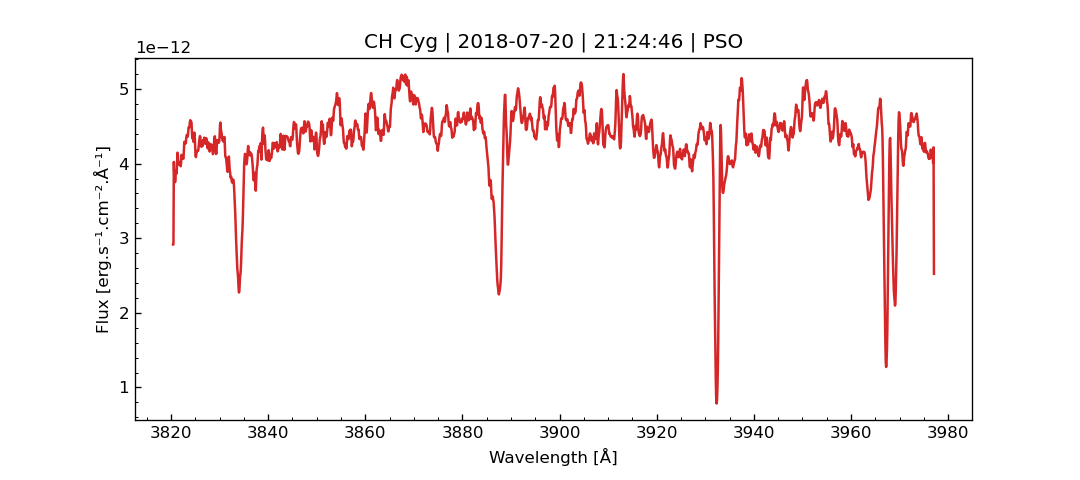 CH Cyg | 2018-07-20 | 21:24:46 | PSO
1e−12
5
4
3
2
1
Flux [erg.s⁻¹.cm⁻².Å⁻¹]
3820 3840 3860 3880 3900 3920 3940 3960 3980
Wavelength [Å]